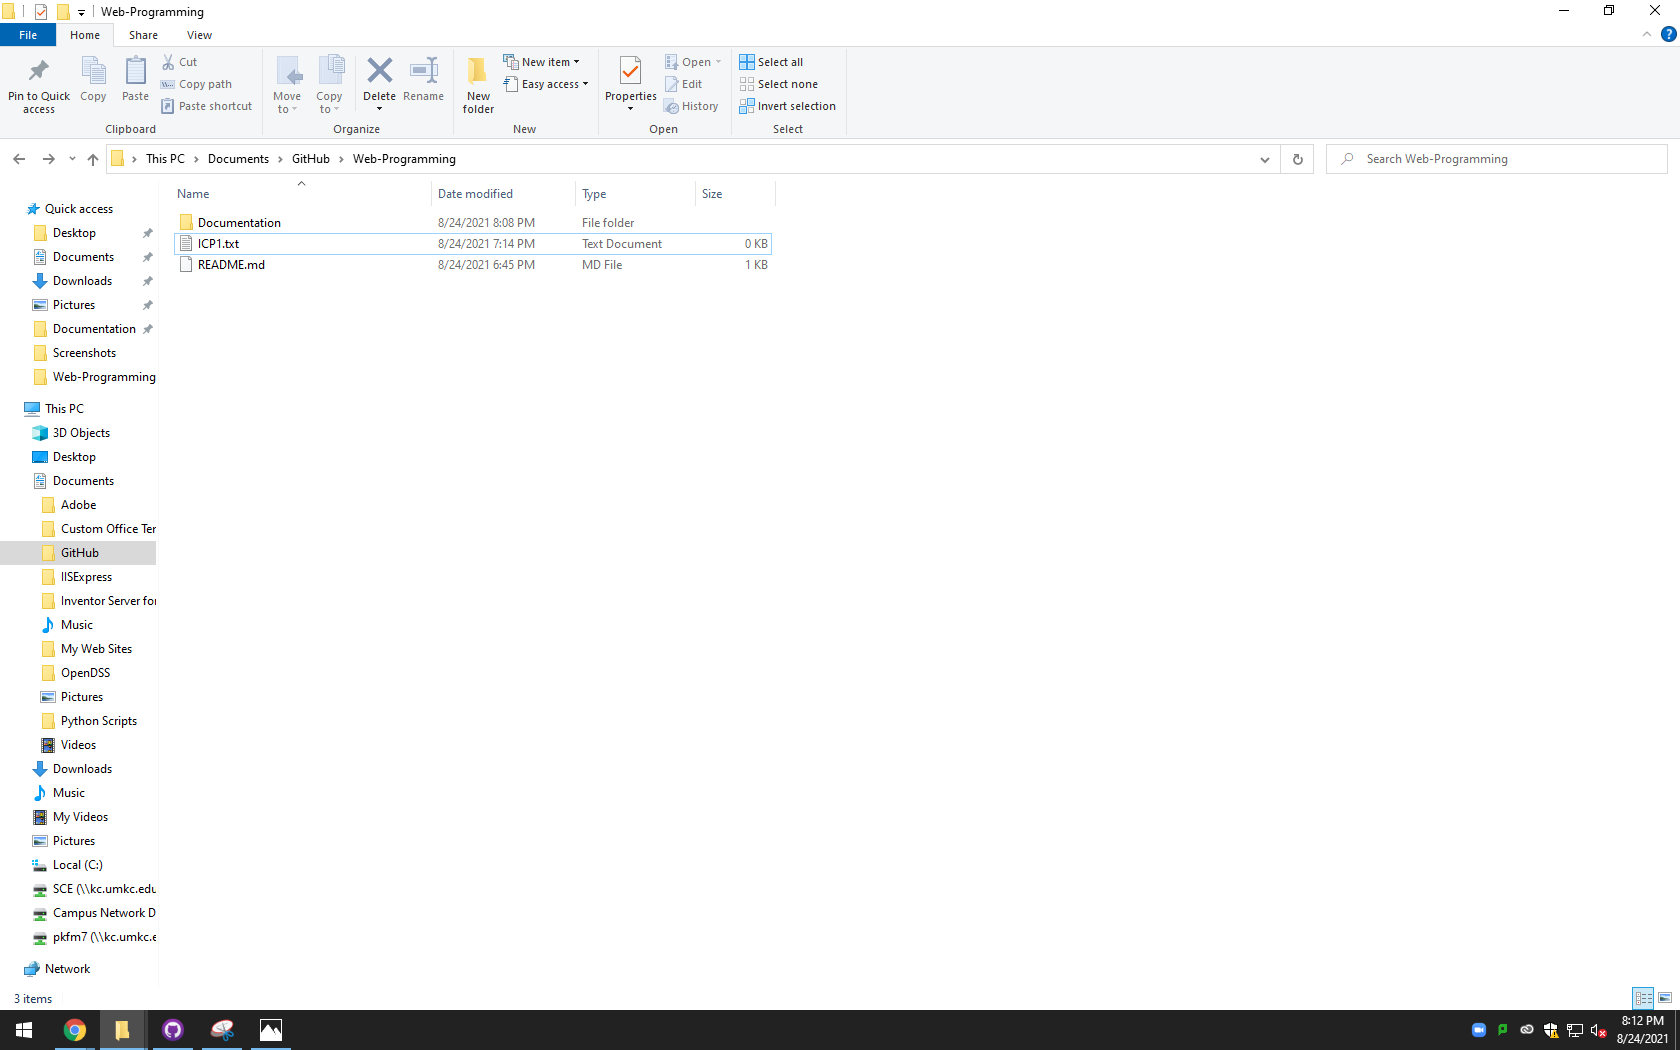 Web-Programming
File Home Share View
Pin to Quick access
Copy
Paste
Cut
Copy path
Paste shortcut
Clipboard
Move to
Copy to
Delete
Rename
Organize
New folder
New item
Easy access
New
Properties
Open
Edit
History
Open
Select all
Select none
Invert selection
Select
This PC > Documents > GitHub > Web-Programming
Search Web-Programming
Name Date modified Type Size
Documentation 8/24/2021 8:08 PM File folder
ICP1.txt 8/24/2021 7:14 PM Text Document 0 KB
README.md 8/24/2021 6:45 PM MD File 1 KB
Quick access
Desktop
Documents
Downloads
Pictures
Documentation
Screenshots
Web-Programming
This PC
3D Objects
Desktop
Documents
Adobe
Custom Office Ter
GitHub
IISExpress
Inventor Server for
Music
My Web Sites
OpenDSS
Pictures
Python Scripts
Videos
Downloads
Music
My Videos
Pictures
Local (C:)
SCE (\\kc.umkc.edu
Campus Network D
pkfm7 (\\kc.umkc.e
Network
3 items
8:12 PM
8/24/2021